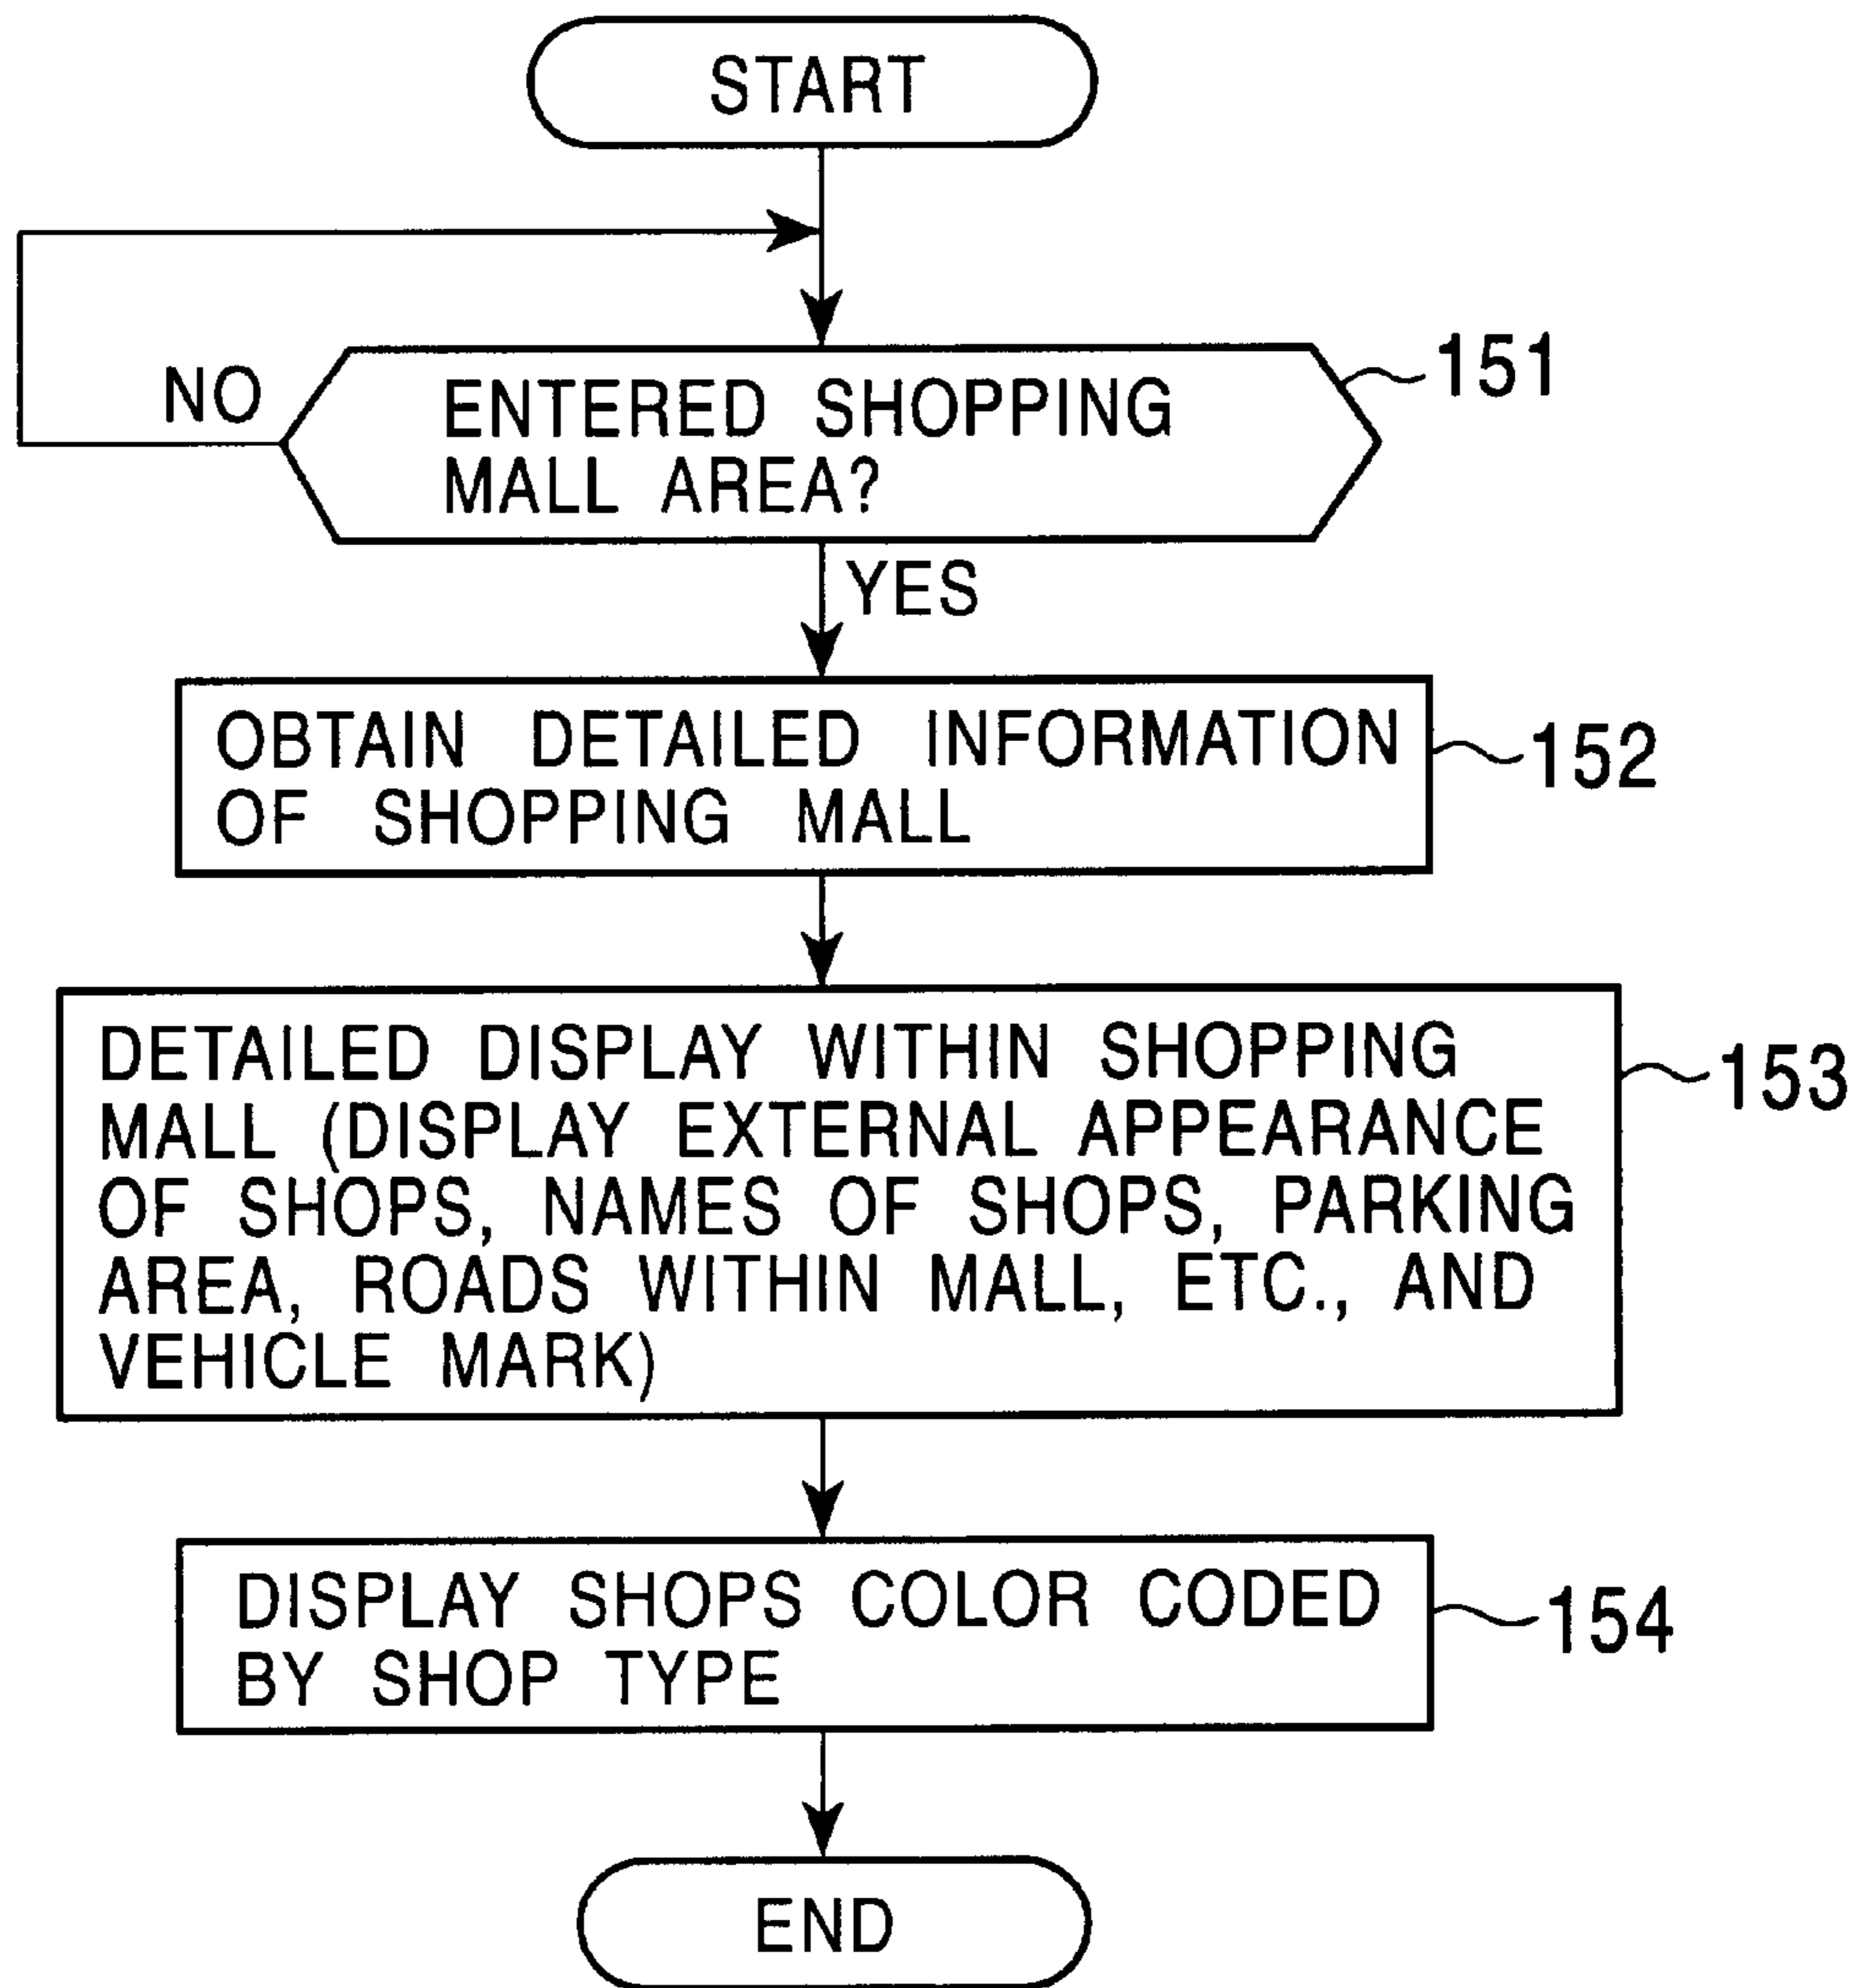 START
NO
ENTERED SHOPPING
MALL AREA?
151
YES
OBTAIN DETAILED INFORMATION
OF SHOPPING MALL
152
DETAILED DISPLAY WITHIN SHOPPING
MALL (DISPLAY EXTERNAL APPEARANCE
OF SHOPS, NAMES OF SHOPS, PARKING
AREA, ROADS WITHIN MALL, ETC., AND
VEHICLE MARK)
153
DISPLAY SHOPS COLOR CODED
BY SHOP TYPE
154
END